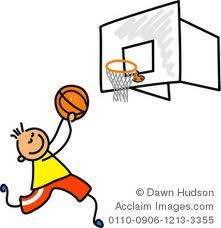 © Dawn Hudson
Acclaim Images.com
0110-0906-1213-3355